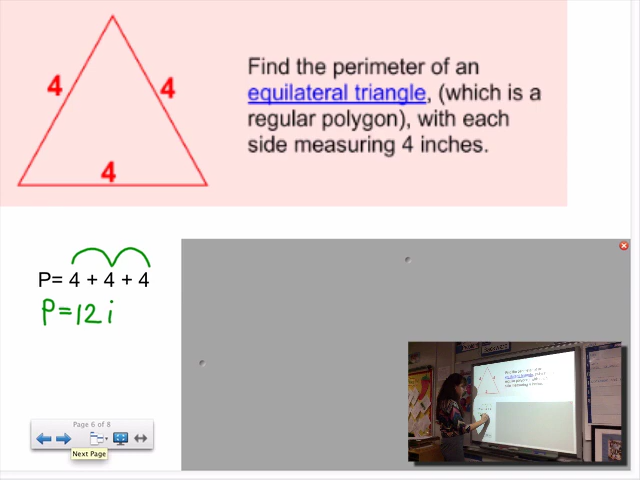 4
4
4
Find the perimeter of an
equilateral triangle, (which is a
regular polygon), with each
side measuring 4 inches.
P= 4 + 4 + 4
P=12 i
Page 6 of 8
Next Page